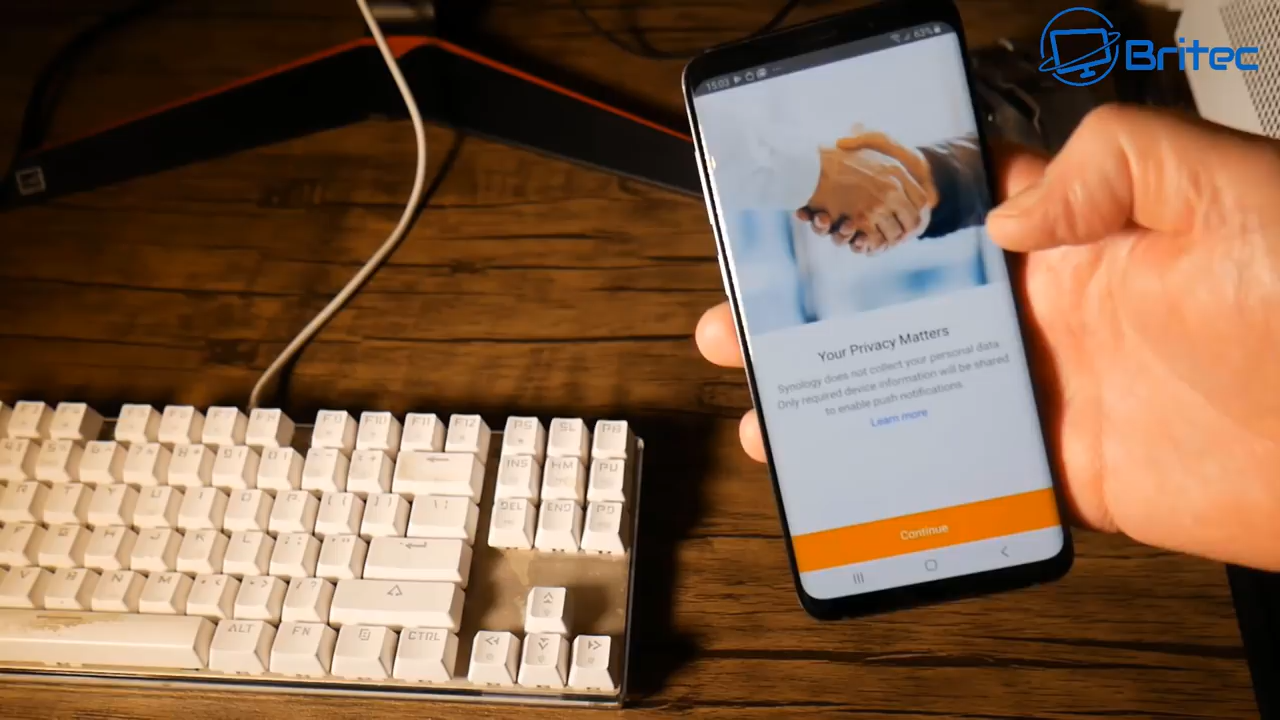 Britec
63%
15:03
Your Privacy Matters
Synology does not collect your personal data.
Only required device information will be shared
to enable push notifications.
Learn more
Continue
F10 F11 F12 PS SL PB
INS HM PU
DEL END PD
R T Y U I O P
J K L
V B N M
ALT FN CTRL